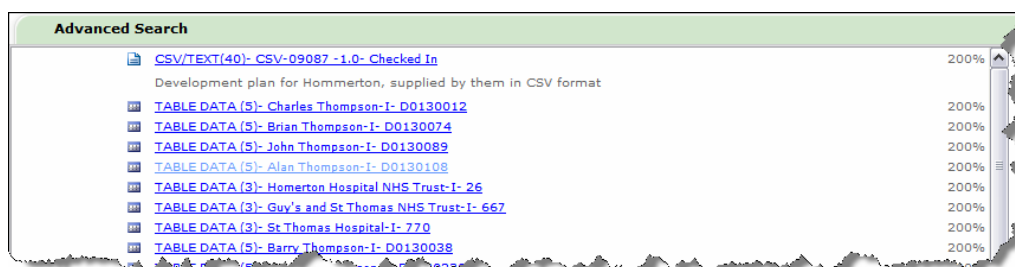 Advanced Search
CSV/TEXT(40)- CSV-09087 -1.0- Checked In 200%
Development plan for Hommerton, supplied by them in CSV format
TABLE DATA (5)- Charles Thompson-I- D0130012 200%
TABLE DATA (5)- Brian Thompson-I- D0130074 200%
TABLE DATA (5)- John Thompson-I- D0130089 200%
TABLE DATA (5)- Alan Thompson-I- D0130108 200%
TABLE DATA (3)- Homerton Hospital NHS Trust-I- 26 200%
TABLE DATA (3)- Guy's and St Thomas NHS Trust-I- 667 200%
TABLE DATA (3)- St Thomas Hospital-I- 770 200%
TABLE DATA (5)- Barry Thompson-I- D0130038 200%